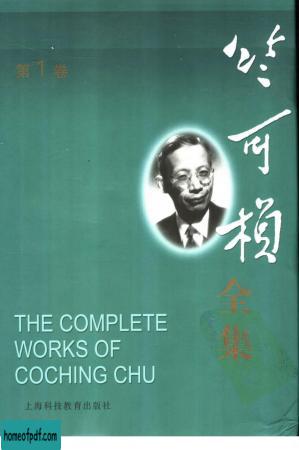 第1卷
竺可桢
全集
THE COMPLETE
WORKS OF
COCHING CHU
上海科技教育出版社
homeofpdf.com